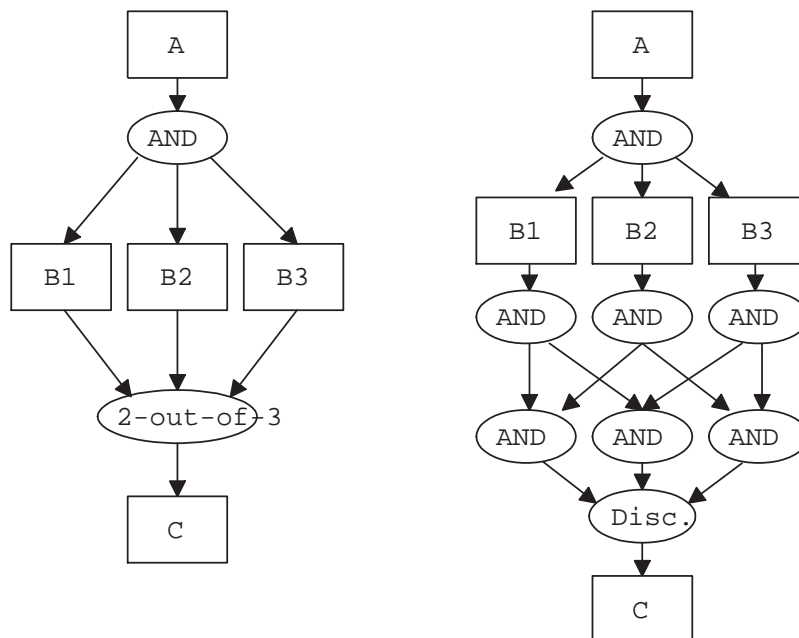 A
AND
B1
B2
B3
2-out-of-3
C
A
AND
B1
B2
B3
AND
AND
AND
AND
AND
AND
Disc.
C